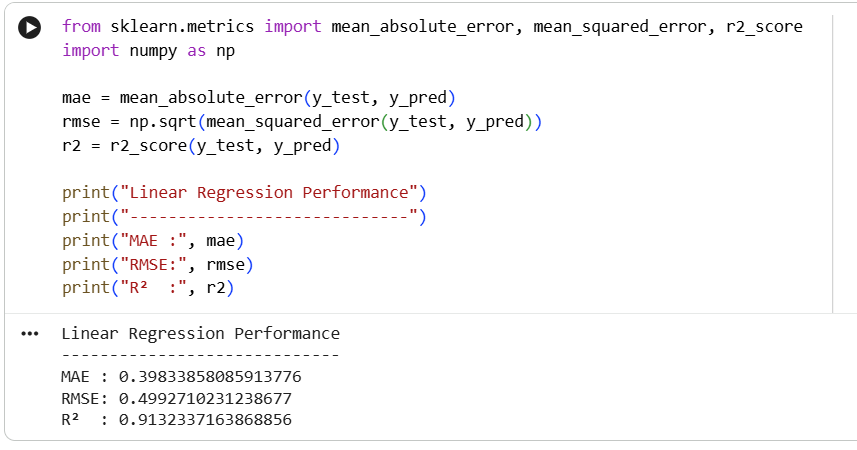 from sklearn.metrics import mean_absolute_error, mean_squared_error, r2_score
import numpy as np
mae = mean_absolute_error(y_test, y_pred)
rmse = np.sqrt(mean_squared_error(y_test, y_pred))
r2 = r2_score(y_test, y_pred)
print("Linear Regression Performance")
print("-----------------------------")
print("MAE :", mae)
print("RMSE:", rmse)
print("R²  :", r2)
Linear Regression Performance
-----------------------------
MAE : 0.39833858085913776
RMSE: 0.4992710231238677
R²  : 0.9132337163868856